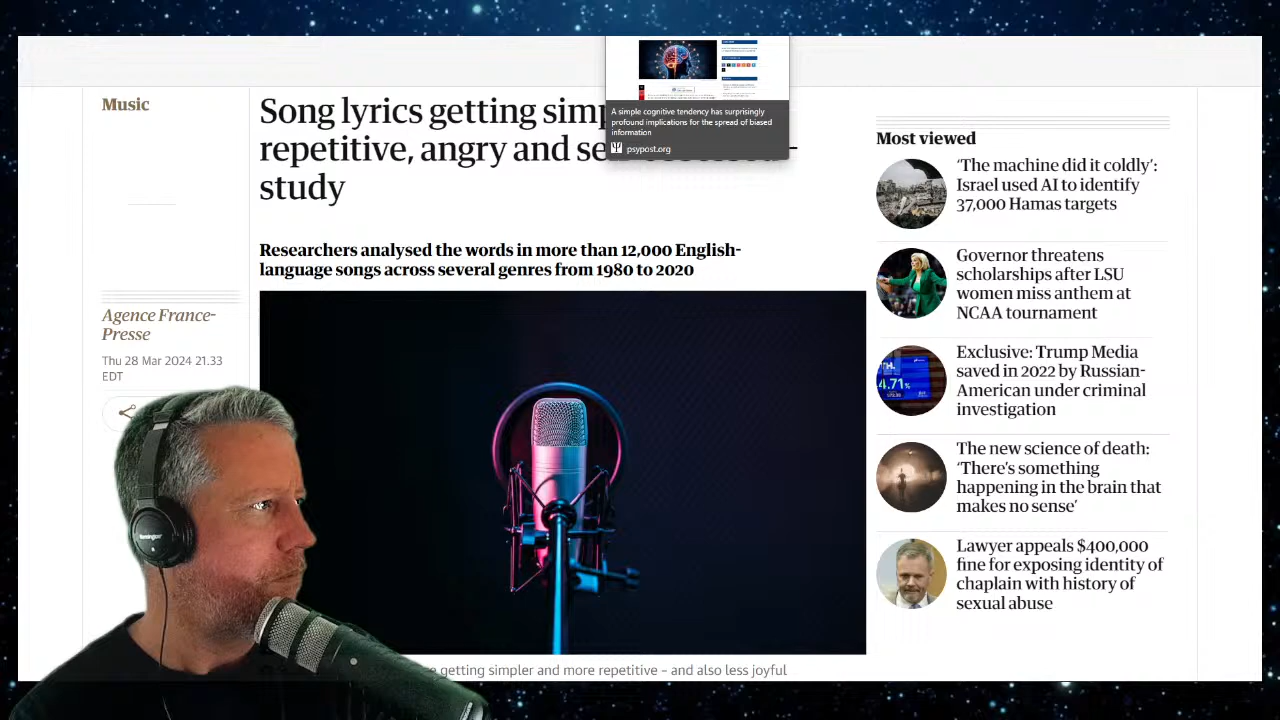 Music
Song lyrics getting
repetitive, angry and
study
A simple cognitive tendency has surprisingly
profound implications for the spread of biased
information
psypost.org
Researchers analysed the words in more than 12,000 English-
language songs across several genres from 1980 to 2020
Agence France-
Presse
Thu 28 Mar 2024 21.33
EDT
Kensington
getting simpler and more repetitive – and also less joyful
Most viewed
‘The machine did it coldly’:
Israel used AI to identify
37,000 Hamas targets
Governor threatens
scholarships after LSU
women miss anthem at
NCAA tournament
4.71%
Exclusive: Trump Media
saved in 2022 by Russian-
American under criminal
investigation
The new science of death:
‘There’s something
happening in the brain that
makes no sense’
Lawyer appeals $400,000
fine for exposing identity of
chaplain with history of
sexual abuse